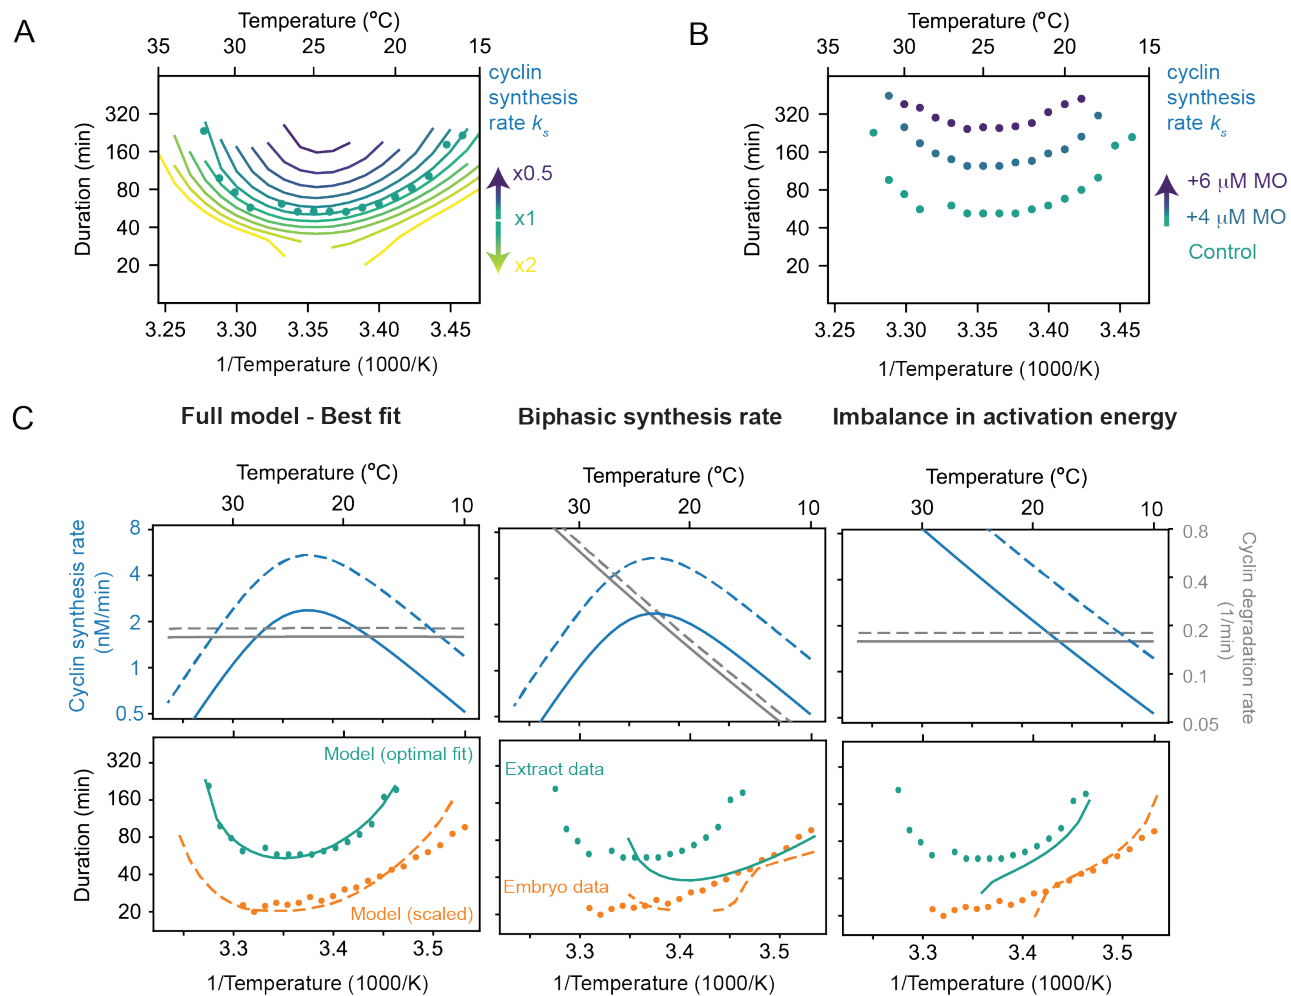 A
Temperature (°C)
35 30 25 20 15
Duration (min)
320
160
80
40
20
3.25 3.30 3.35 3.40 3.45
1/Temperature (1000/K)
cyclin
synthesis
rate ks
x0.5
x1
x2
B
Temperature (°C)
35 30 25 20 15
Duration (min)
320
160
80
40
20
3.25 3.30 3.35 3.40 3.45
1/Temperature (1000/K)
cyclin
synthesis
rate ks
+6 μM MO
+4 μM MO
Control
C
Full model - Best fit
Biphasic synthesis rate
Imbalance in activation energy
Temperature (°C)
30 20 10
Cyclin synthesis rate
(nM/min)
8
4
2
1
0.5
Temperature (°C)
30 20 10
Temperature (°C)
30 20 10
0.8
0.4
0.2
0.1
0.05
Cyclin degradation rate
(1/min)
Duration (min)
320
160
80
40
20
Model (optimal fit)
Model (scaled)
3.3 3.4 3.5
1/Temperature (1000/K)
Extract data
Embryo data
3.3 3.4 3.5
1/Temperature (1000/K)
3.3 3.4 3.5
1/Temperature (1000/K)